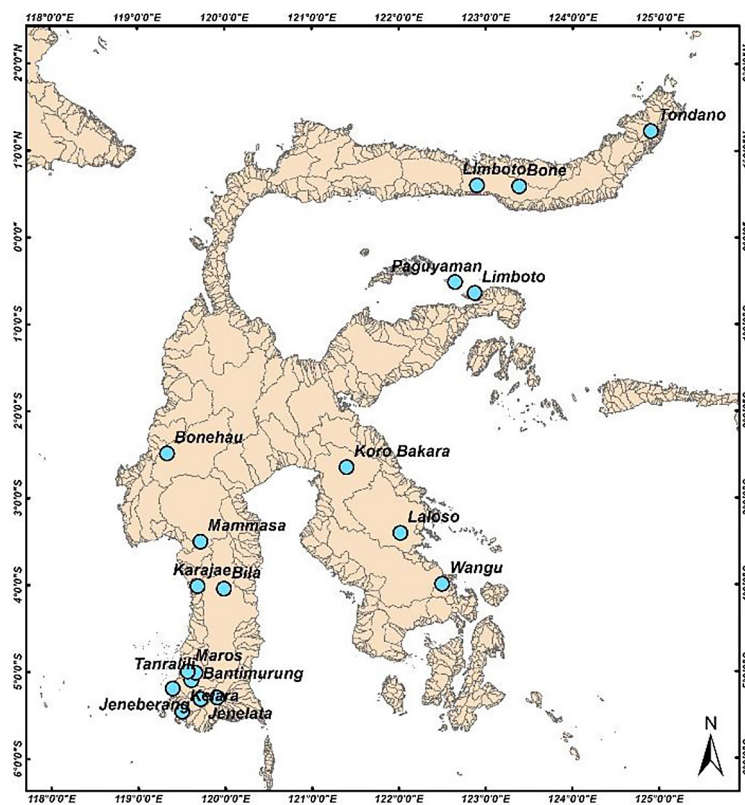 118°0'0"E 119°0'0"E 120°0'0"E 121°0'0"E 122°0'0"E 123°0'0"E 124°0'0"E 125°0'0"E
2°0'0"N
Tondano
1°0'0"N
Limboto Bone
0°0'0"
Paguyaman
Limboto
1°0'0"S
2°0'0"S
Bonehau
Koro Bakara
3°0'0"S
Mammasa
Laloso
Wangu
Karajae Bila
4°0'0"S
Maros
Tanralili
Bantimurung
5°0'0"S
Kelara
Jeneberang
Jenelata
N
6°0'0"S
118°0'0"E 119°0'0"E 120°0'0"E 121°0'0"E 122°0'0"E 123°0'0"E 124°0'0"E 125°0'0"E